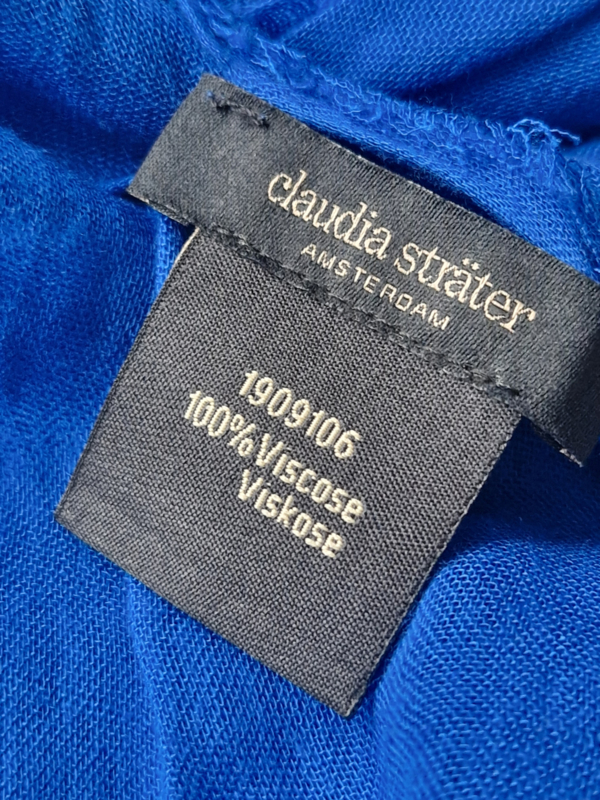 claudia sträter
AMSTERDAM
1909106
100% Viscose
Viskose